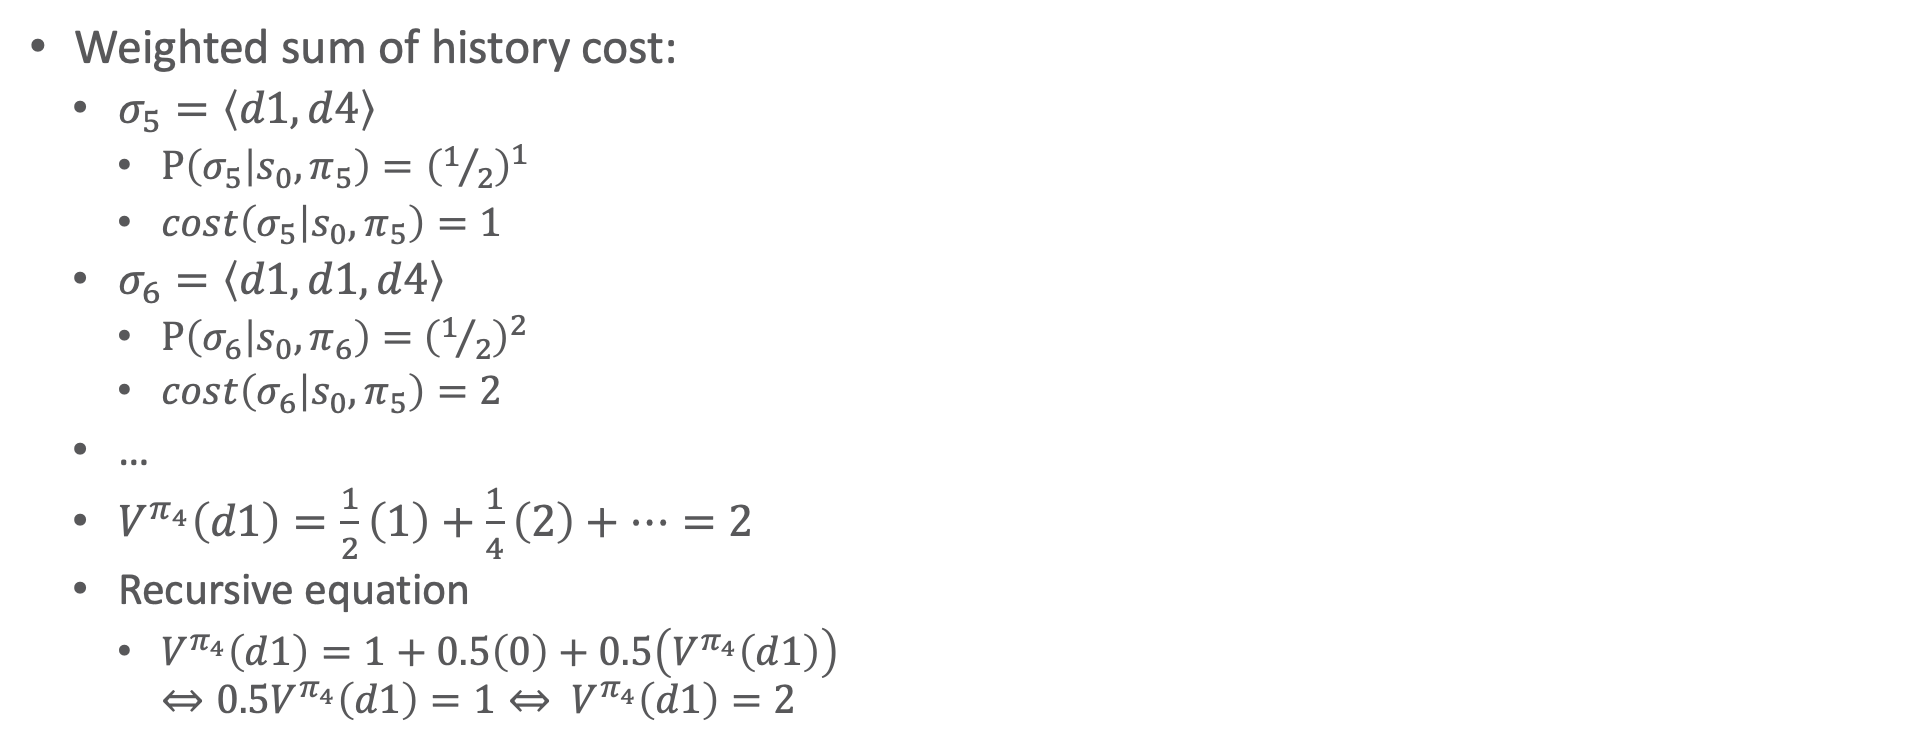 • Weighted sum of history cost:
• σ₅ = ⟨d1, d4⟩
• P(σ₅|s₀, π₅) = (¹/₂)¹
• cost(σ₅|s₀, π₅) = 1
• σ₆ = ⟨d1, d1, d4⟩
• P(σ₆|s₀, π₆) = (¹/₂)²
• cost(σ₆|s₀, π₅) = 2
• ...
• V^{π₄}(d1) = \frac{1}{2}(1) + \frac{1}{4}(2) + ⋯ = 2
• Recursive equation
• V^{π₄}(d1) = 1 + 0.5(0) + 0.5(V^{π₄}(d1))
⇔ 0.5V^{π₄}(d1) = 1 ⇔ V^{π₄}(d1) = 2